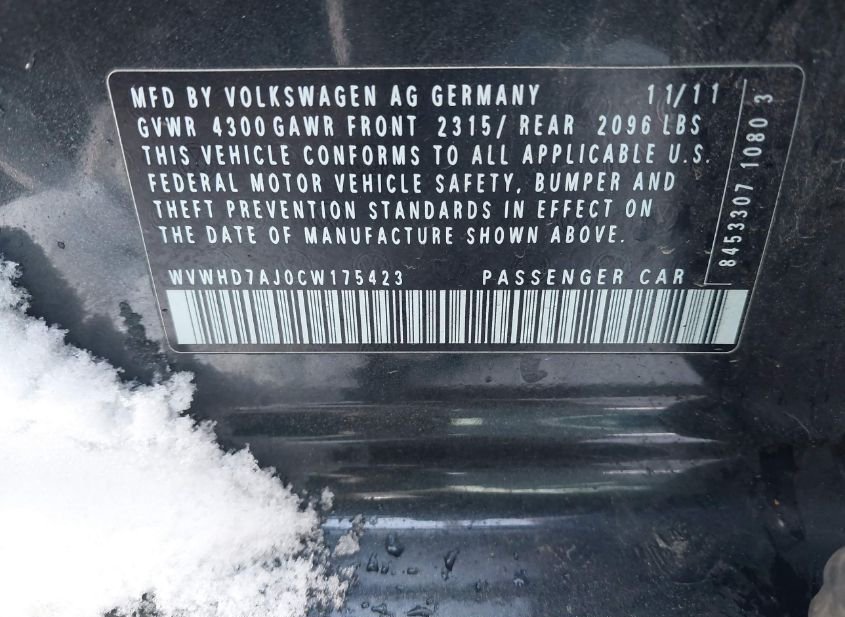 MFD BY VOLKSWAGEN AG GERMANY 11/11
GVWR 4300 GAWR FRONT 2315/ REAR 2096 LBS
THIS VEHICLE CONFORMS TO ALL APPLICABLE U.S.
FEDERAL MOTOR VEHICLE SAFETY, BUMPER AND
THEFT PREVENTION STANDARDS IN EFFECT ON
THE DATE OF MANUFACTURE SHOWN ABOVE.
WVWHD7AJ0CW175423 PASSENGER CAR
8453307 1080 3